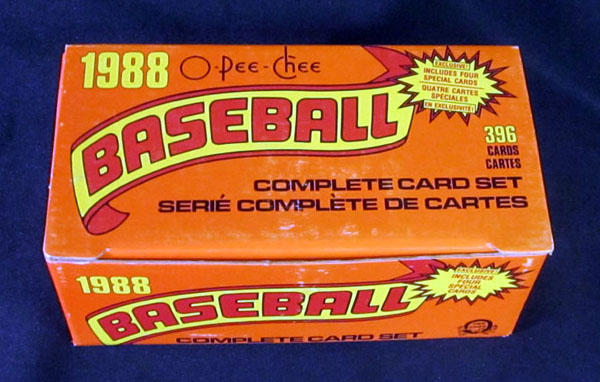 1988 O-Pee-Chee
BASEBALL
EXCLUSIVE!
INCLUDES FOUR
SPECIAL CARDS
QUATRE CARTES
SPÉCIALES
EN EXCLUSIVITÉ!
396
CARDS
CARTES
COMPLETE CARD SET
SERIÉ COMPLÈTE DE CARTES
1988
BASEBALL
EXCLUSIVE!
INCLUDES
FOUR
SPECIAL
CARDS
COMPLETE CARD SET